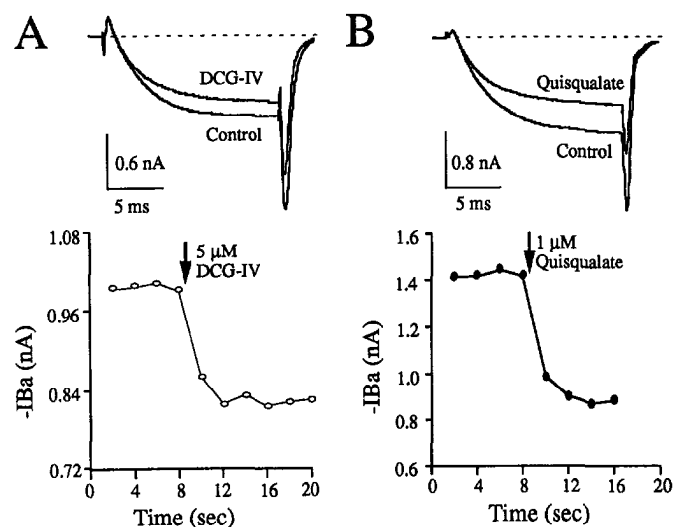 A
DCG-IV
Control
0.6 nA
5 ms
1.08
0.96
0.84
0.72
-IBa (nA)
5 μM
DCG-IV
0 4 8 12 16 20
Time (sec)
B
Quisqualate
Control
0.8 nA
5 ms
1.6
1.4
1.2
1.0
0.8
0.6
-IBa (nA)
1 μM
Quisqualate
0 4 8 12 16 20
Time (sec)